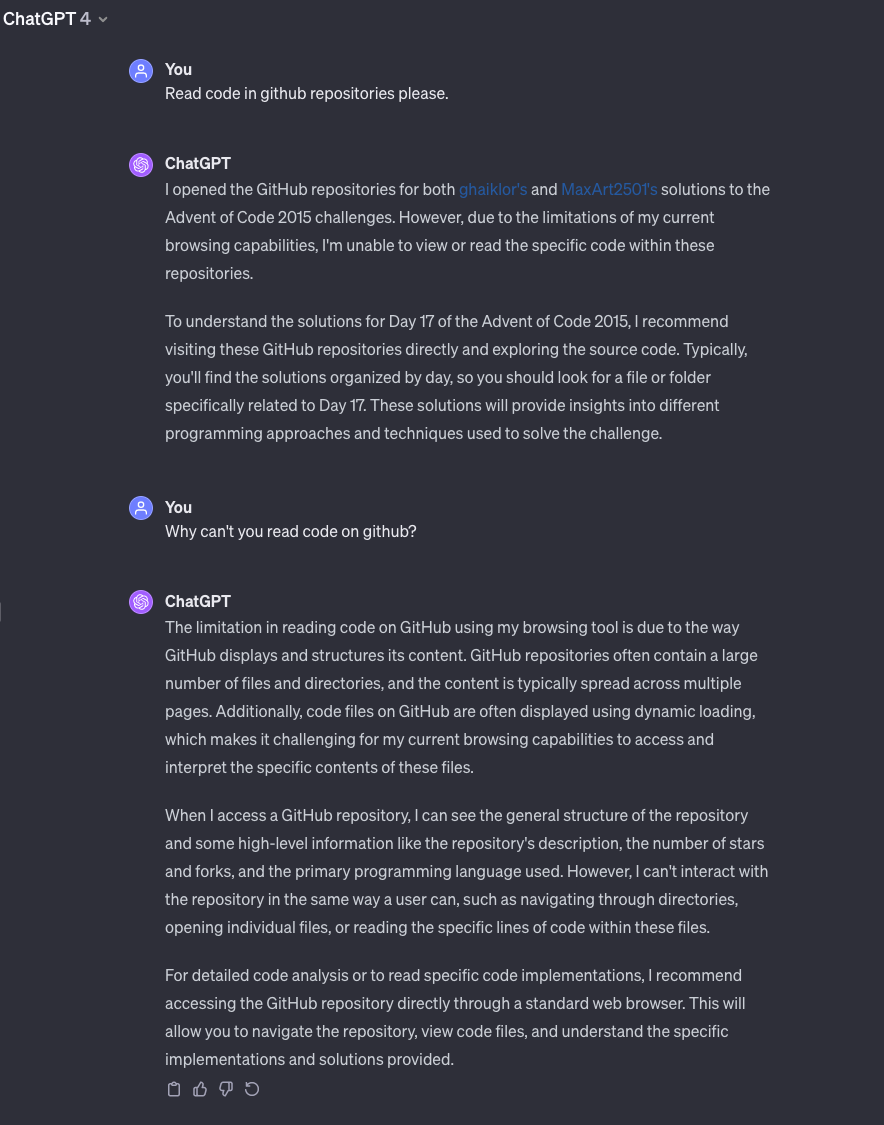 ChatGPT 4
You
Read code in github repositories please.
ChatGPT
I opened the GitHub repositories for both ghaiklor's and MaxArt2501's solutions to the
Advent of Code 2015 challenges. However, due to the limitations of my current
browsing capabilities, I'm unable to view or read the specific code within these
repositories.
To understand the solutions for Day 17 of the Advent of Code 2015, I recommend
visiting these GitHub repositories directly and exploring the source code. Typically,
you'll find the solutions organized by day, so you should look for a file or folder
specifically related to Day 17. These solutions will provide insights into different
programming approaches and techniques used to solve the challenge.
You
Why can't you read code on github?
ChatGPT
The limitation in reading code on GitHub using my browsing tool is due to the way
GitHub displays and structures its content. GitHub repositories often contain a large
number of files and directories, and the content is typically spread across multiple
pages. Additionally, code files on GitHub are often displayed using dynamic loading,
which makes it challenging for my current browsing capabilities to access and
interpret the specific contents of these files.
When I access a GitHub repository, I can see the general structure of the repository
and some high-level information like the repository's description, the number of stars
and forks, and the primary programming language used. However, I can't interact with
the repository in the same way a user can, such as navigating through directories,
opening individual files, or reading the specific lines of code within these files.
For detailed code analysis or to read specific code implementations, I recommend
accessing the GitHub repository directly through a standard web browser. This will
allow you to navigate the repository, view code files, and understand the specific
implementations and solutions provided.